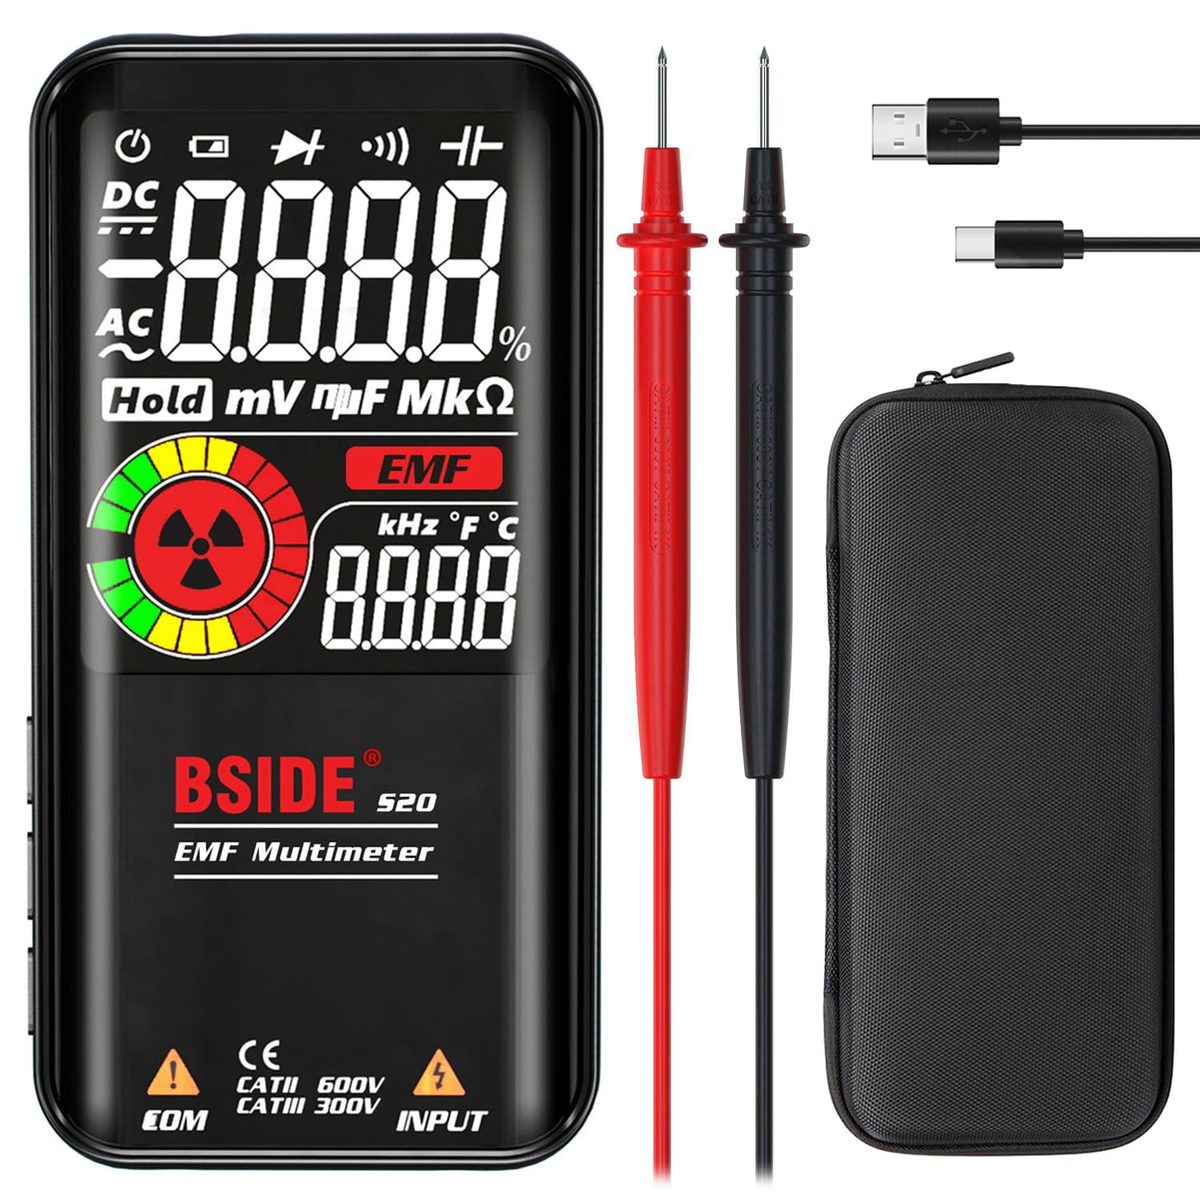 DC
8.8.8.8
AC
%
Hold mV nμF MkΩ
EMF
kHz °F °C
8.8.8.8
BSIDE®
S20
EMF Multimeter
CE
CATII 600V
CATIII 300V
COM
INPUT